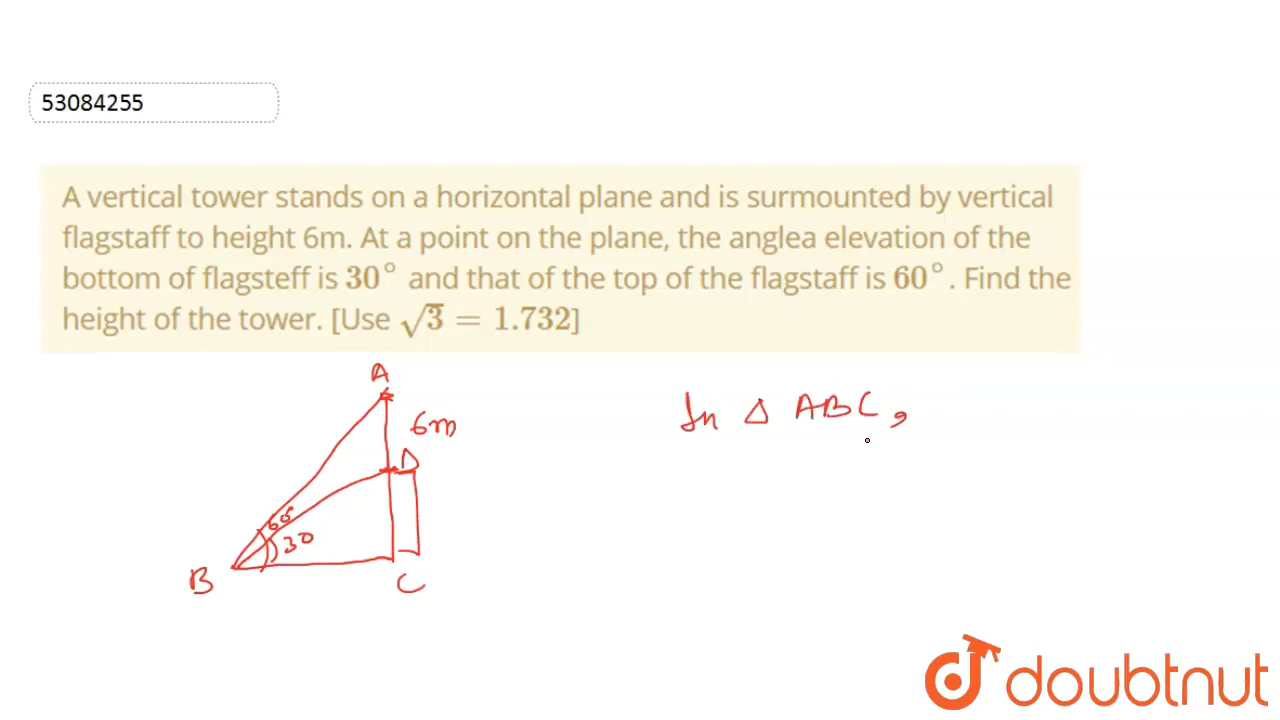 53084255
A vertical tower stands on a horizontal plane and is surmounted by vertical
flagstaff to height 6m. At a point on the plane, the anglea elevation of the
bottom of flagsteff is 30° and that of the top of the flagstaff is 60°. Find the
height of the tower. [Use √3 = 1.732]
A
6m
D
60
30
B
C
In Δ ABC,
doubtnut